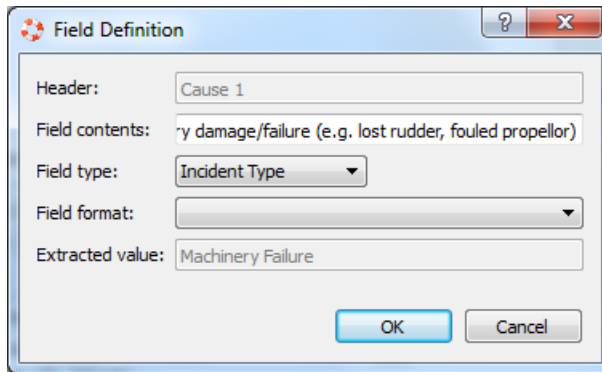 Field Definition
?
X
Header: Cause 1
Field contents: ry damage/failure (e.g. lost rudder, fouled propellor)
Field type: Incident Type
Field format:
Extracted value: Machinery Failure
OK Cancel